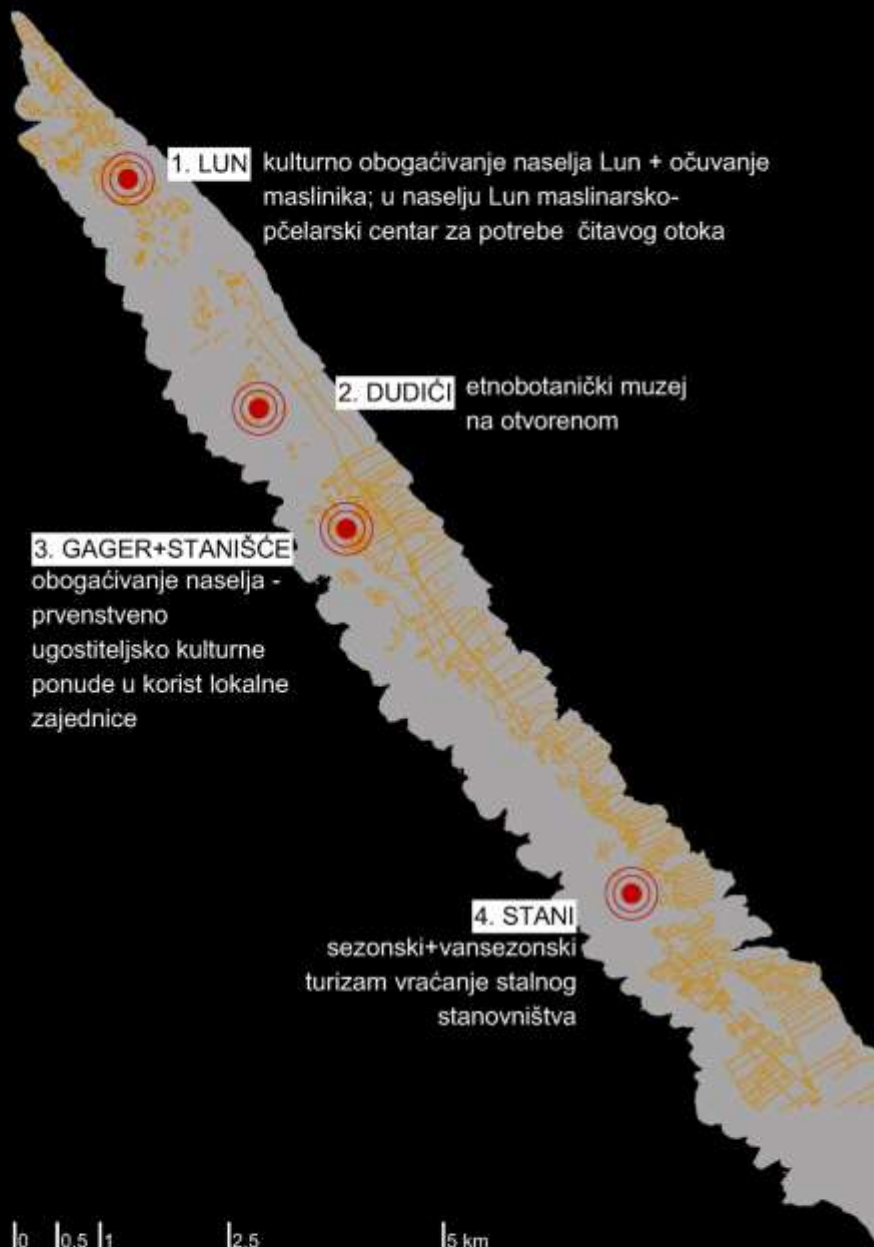 1. LUN kulturno obogaćivanje naselja Lun + očuvanje
maslinika; u naselju Lun maslinarsko-
pčelarski centar za potrebe čitavog otoka
2. DUDIĆI etnobotanički muzej
na otvorenom
3. GAGER+STANIŠĆE
obogaćivanje naselja -
prvenstveno
ugostiteljsko kulturne
ponude u korist lokalne
zajednice
4. STANI
sezonski+vansezonski
turizam vraćanje stalnog
stanovništva
0 0.5 1 2.5 5 km